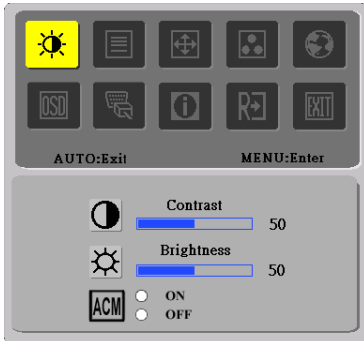 OSD i R EXIT
AUTO:Exit MENU:Enter
Contrast
50
Brightness
50
ACM ON
OFF